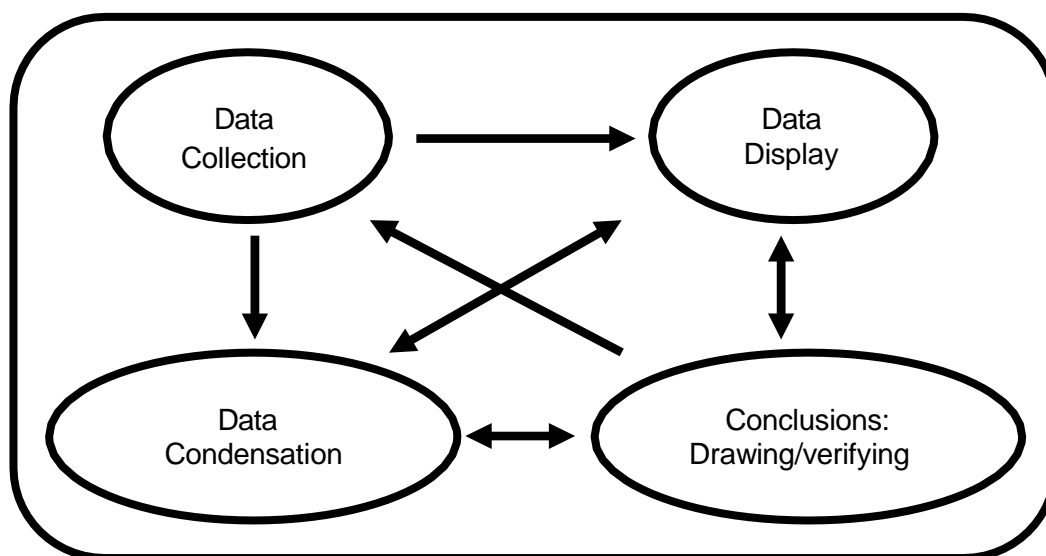 Data
Collection
Data
Display
Data
Condensation
Conclusions:
Drawing/verifying